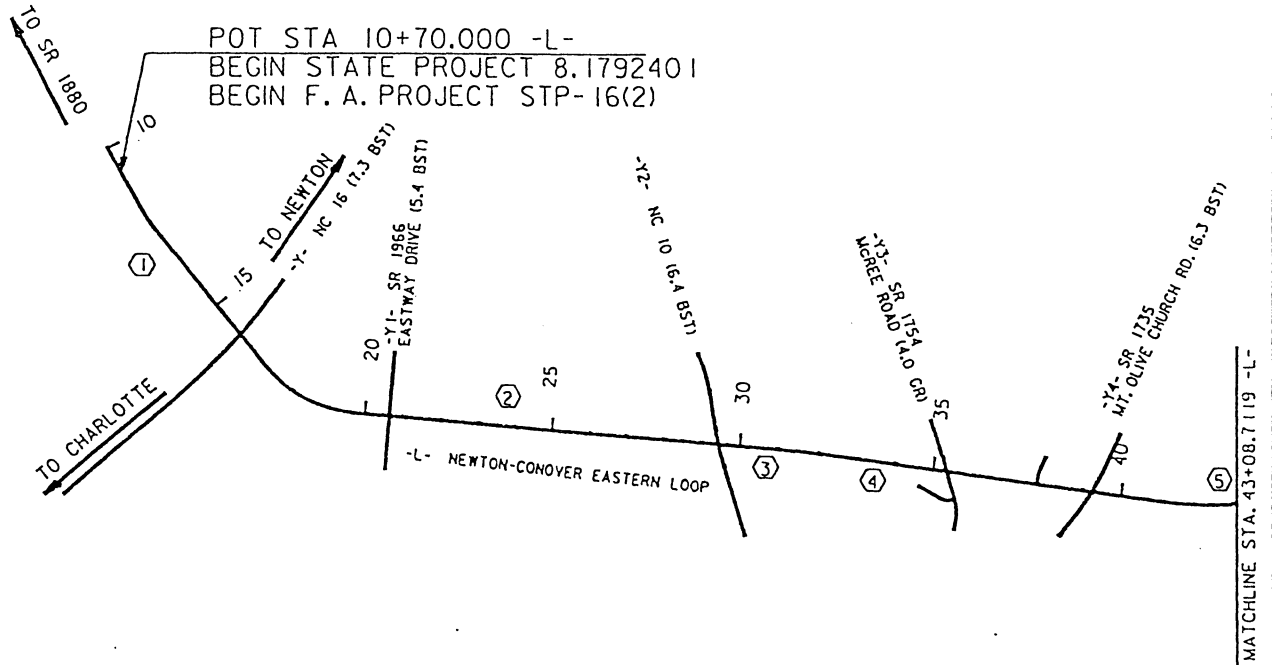 TO SR 1880
POT STA 10+70.000 -L-
BEGIN STATE PROJECT 8.1792401
BEGIN F. A. PROJECT STP-16(2)
10
TO NEWTON
-Y- NC 16 (7.3 BST)
1
15
TO CHARLOTTE
-Y1- SR 1966
EASTWAY DRIVE (5.4 BST)
20
2
25
-L- NEWTON-CONOVER EASTERN LOOP
-Y2- NC 10 (6.4 BST)
30
3
-Y3- SR 1754
McREE ROAD (4.0 GR)
35
4
-Y4- SR 1735
MT. OLIVE CHURCH RD. (6.3 BST)
40
5
MATCHLINE STA. 43+08.7119 -L-